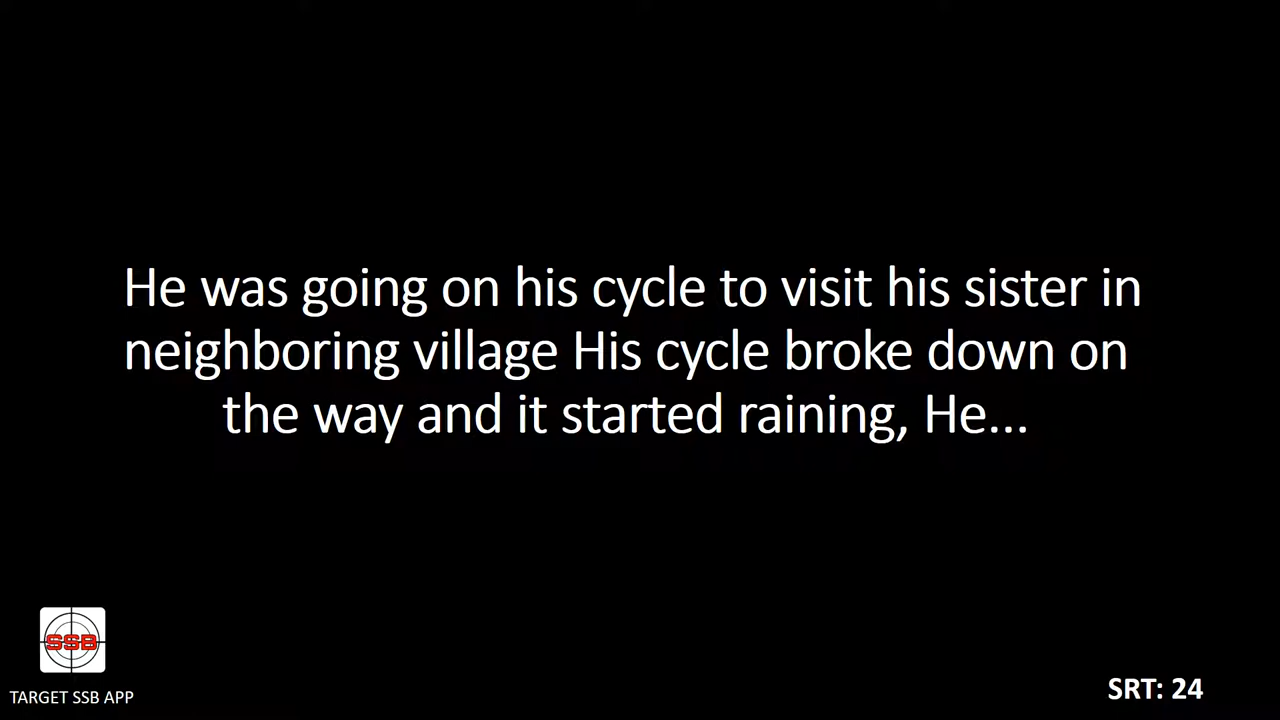 He was going on his cycle to visit his sister in
neighboring village His cycle broke down on
the way and it started raining, He...
SSB
TARGET SSB APP
SRT: 24